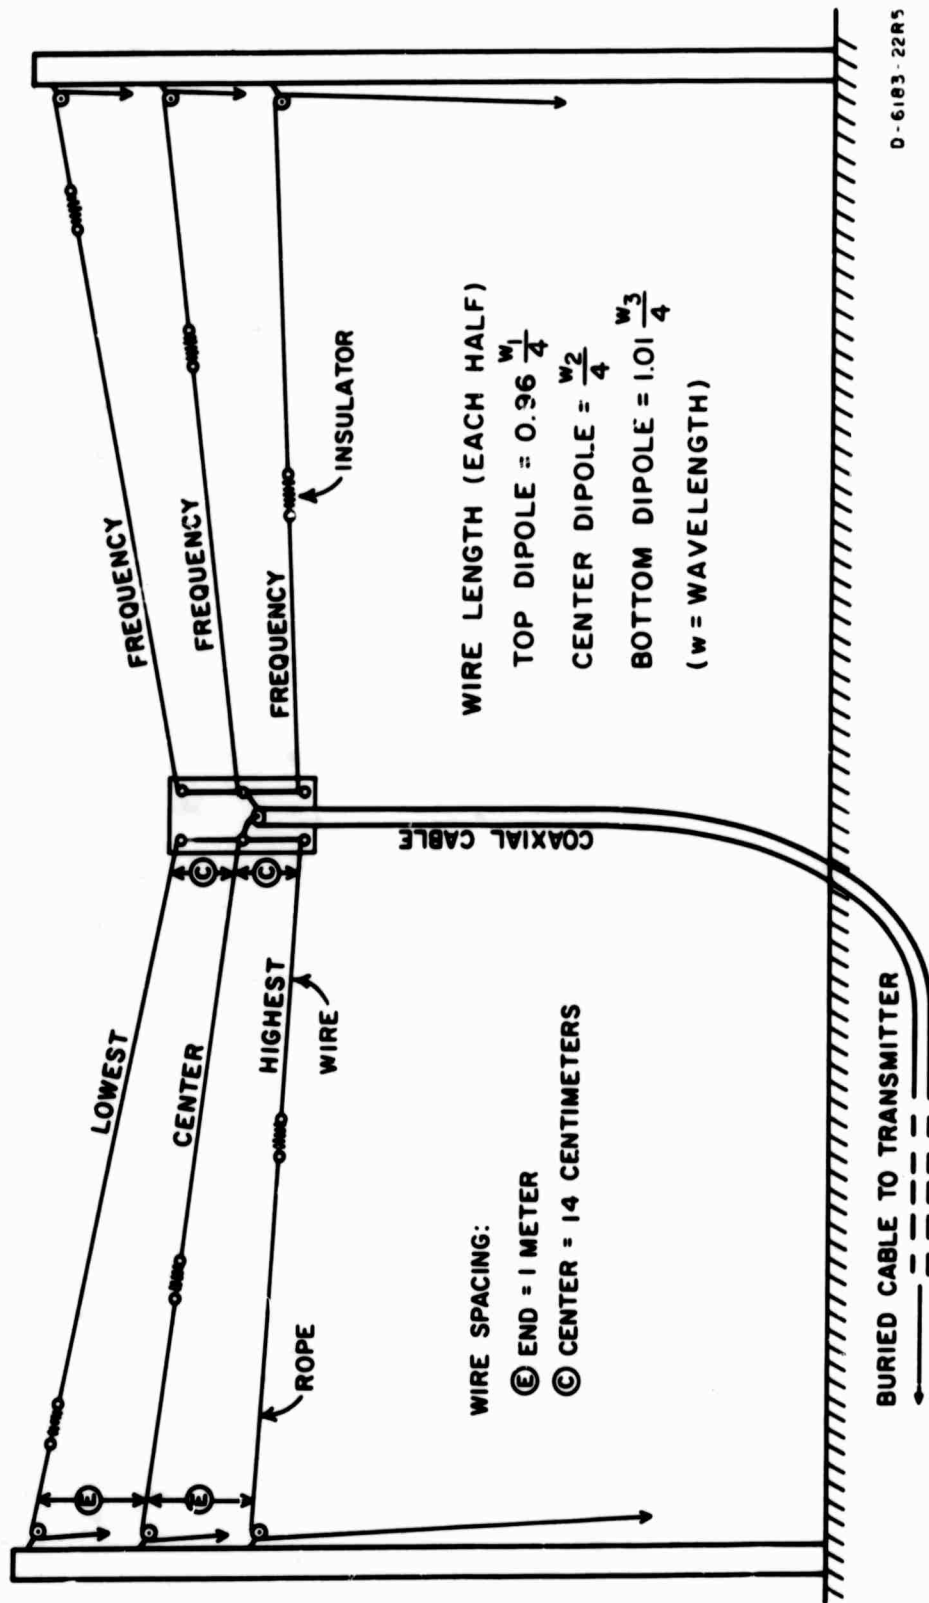 LOWEST FREQUENCY
CENTER FREQUENCY
HIGHEST FREQUENCY
Ⓔ
Ⓔ
Ⓒ
Ⓒ
WIRE
ROPE
INSULATOR
COAXIAL CABLE
WIRE SPACING:
Ⓔ END = 1 METER
Ⓒ CENTER = 14 CENTIMETERS
WIRE LENGTH (EACH HALF)
TOP DIPOLE = 0.96 W1/4
CENTER DIPOLE = W2/4
BOTTOM DIPOLE = 1.01 W3/4
(W = WAVELENGTH)
BURIED CABLE TO TRANSMITTER
D-6183-22R5